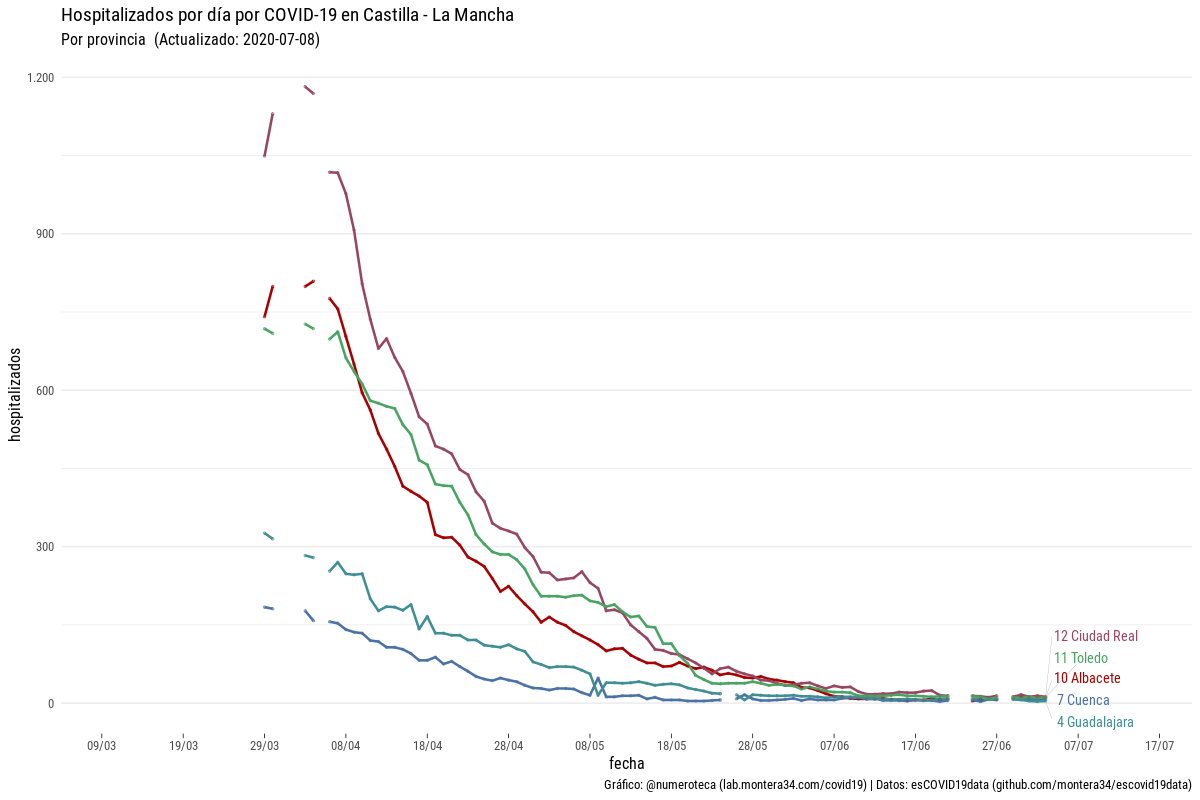 Hospitalizados por día por COVID-19 en Castilla - La Mancha
Por provincia (Actualizado: 2020-07-08)
1.200
900
600
300
0
hospitalizados
12 Ciudad Real
11 Toledo
10 Albacete
7 Cuenca
4 Guadalajara
09/03 19/03 29/03 08/04 18/04 28/04 08/05 18/05 28/05 07/06 17/06 27/06 07/07 17/07
fecha
Gráfico: @numeroteca (lab.montera34.com/covid19) | Datos: esCOVID19data (github.com/montera34/escovid19data)